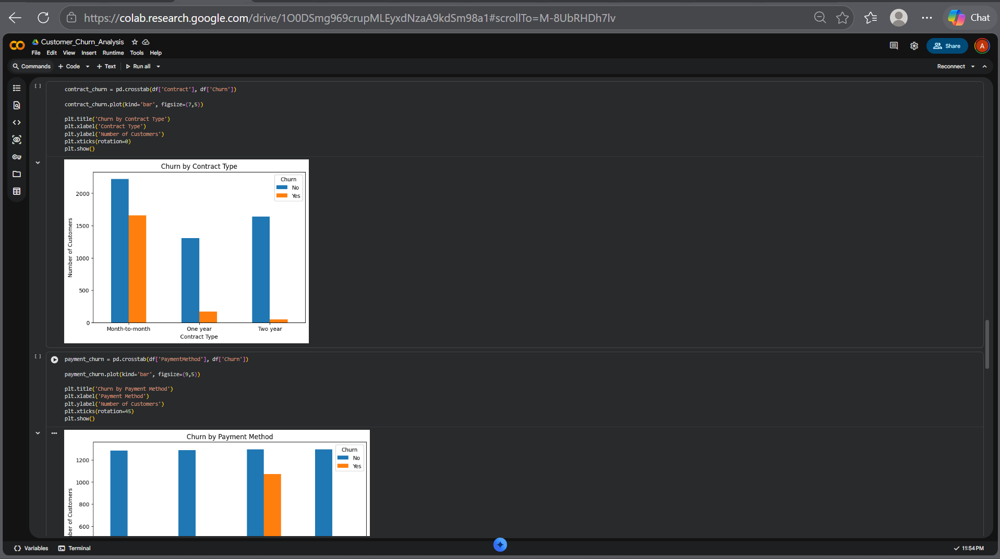 https://colab.research.google.com/drive/1O0DSmg969crupMLEyxdNzaA9kdSm98a1#scrollTo=M-8UbRHDh7lv
Chat
Customer_Churn_Analysis
File Edit View Insert Runtime Tools Help
Share
A
Commands + Code + Text Run all
Reconnect
[ ]
contract_churn = pd.crosstab(df['Contract'], df['Churn'])
contract_churn.plot(kind='bar', figsize=(7,5))
plt.title('Churn by Contract Type')
plt.xlabel('Contract Type')
plt.ylabel('Number of Customers')
plt.xticks(rotation=0)
plt.show()
Churn by Contract Type
Churn
No
Yes
2000
1500
1000
500
0
Number of Customers
Month-to-month One year Two year
Contract Type
[ ]
payment_churn = pd.crosstab(df['PaymentMethod'], df['Churn'])
payment_churn.plot(kind='bar', figsize=(9,5))
plt.title('Churn by Payment Method')
plt.xlabel('Payment Method')
plt.ylabel('Number of Customers')
plt.xticks(rotation=45)
plt.show()
Churn by Payment Method
Churn
No
Yes
1200
1000
800
600
ber of Customers
Variables Terminal
11:54 PM